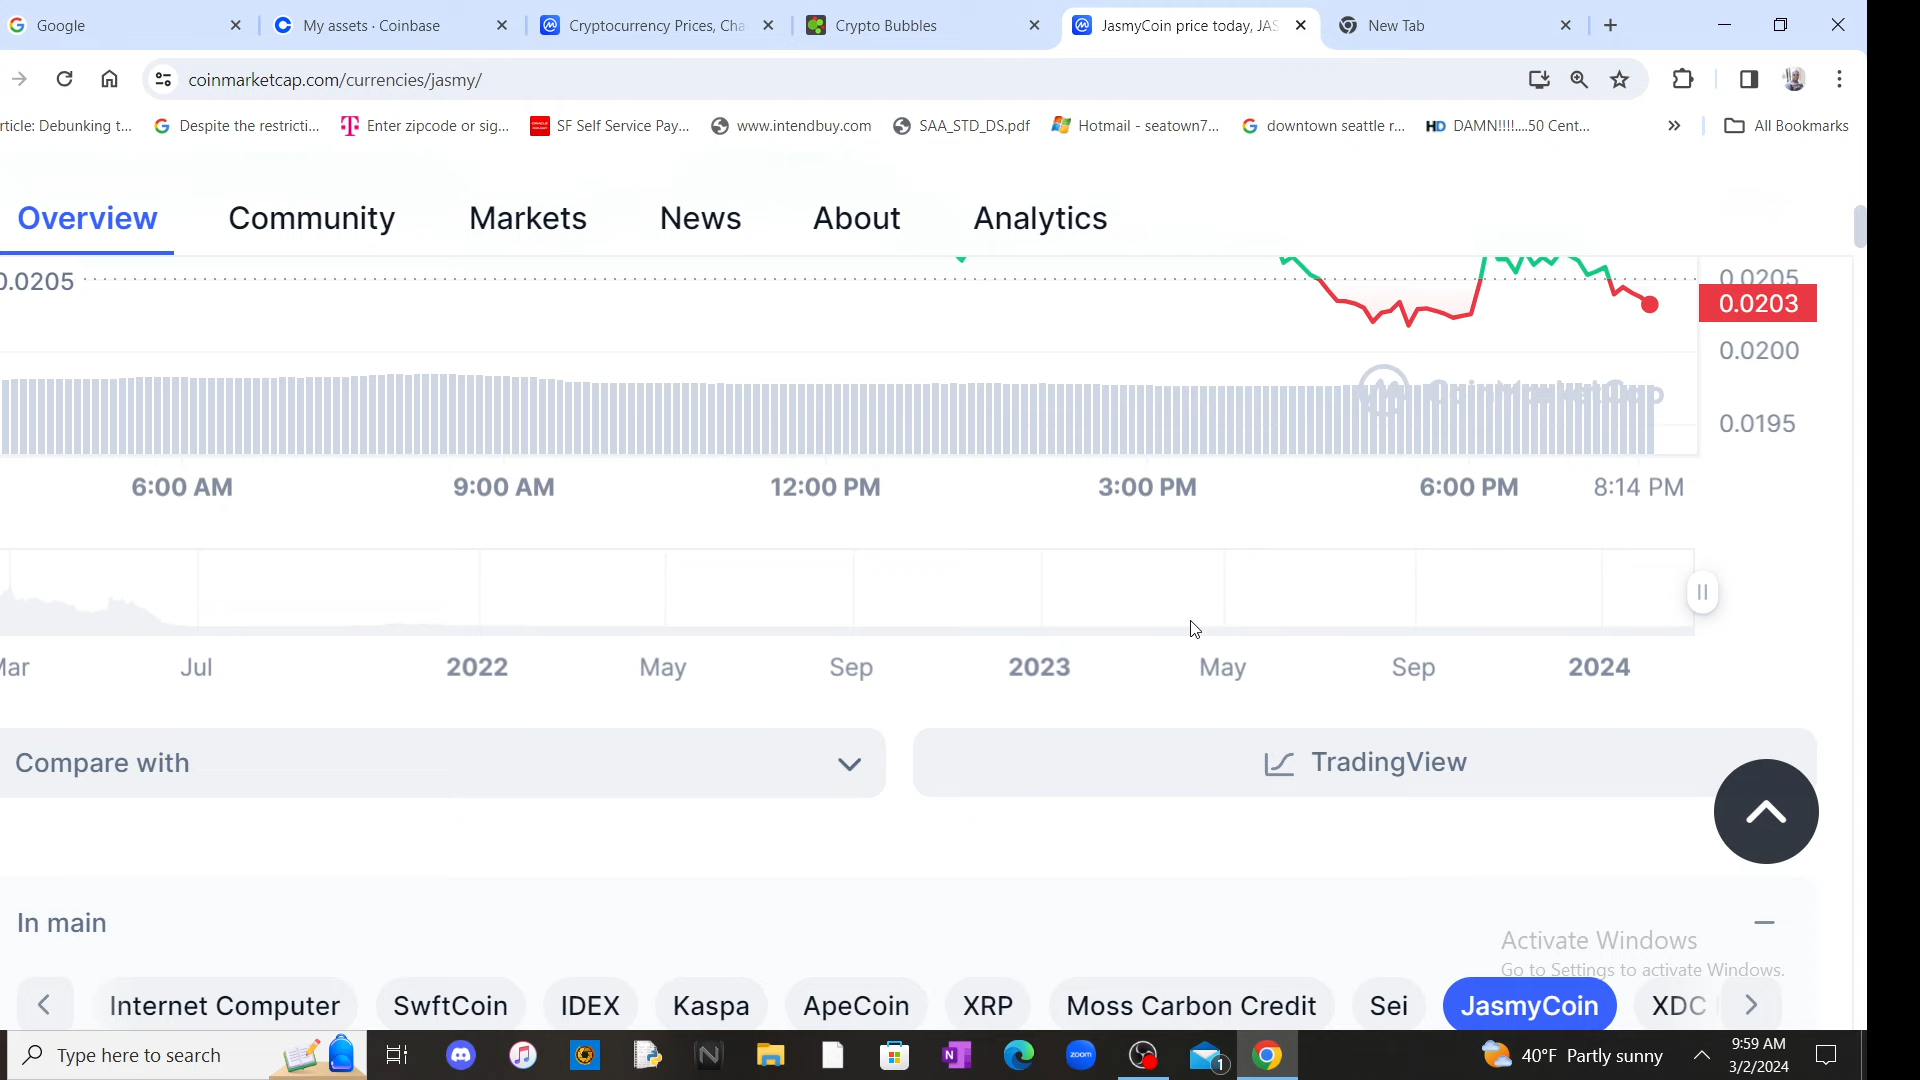 Google
My assets · Coinbase
Cryptocurrency Prices, Cha
Crypto Bubbles
JasmyCoin price today, JAS
New Tab
coinmarketcap.com/currencies/jasmy/
rticle: Debunking t...
Despite the restricti...
Enter zipcode or sig...
SF Self Service Pay...
www.intendbuy.com
SAA_STD_DS.pdf
Hotmail - seatown7...
downtown seattle r...
HD DAMN!!!!....50 Cent...
All Bookmarks
Overview
Community
Markets
News
About
Analytics
0.0205
0.0205
0.0203
0.0200
CoinMarketCap
0.0195
6:00 AM
9:00 AM
12:00 PM
3:00 PM
6:00 PM
8:14 PM
Mar
Jul
2022
May
Sep
2023
May
Sep
2024
Compare with
TradingView
In main
Activate Windows
Go to Settings to activate Windows.
Internet Computer
SwftCoin
IDEX
Kaspa
ApeCoin
XRP
Moss Carbon Credit
Sei
JasmyCoin
XDC
Type here to search
N
N
zoom
1
40°F Partly sunny
9:59 AM
3/2/2024